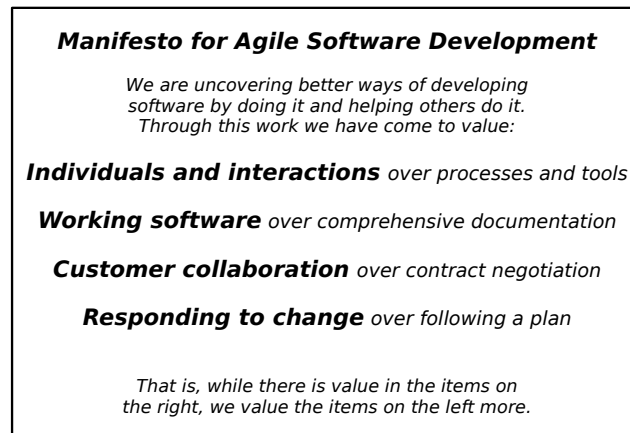 Manifesto for Agile Software Development
We are uncovering better ways of developing
software by doing it and helping others do it.
Through this work we have come to value:
Individuals and interactions over processes and tools
Working software over comprehensive documentation
Customer collaboration over contract negotiation
Responding to change over following a plan
That is, while there is value in the items on
the right, we value the items on the left more.